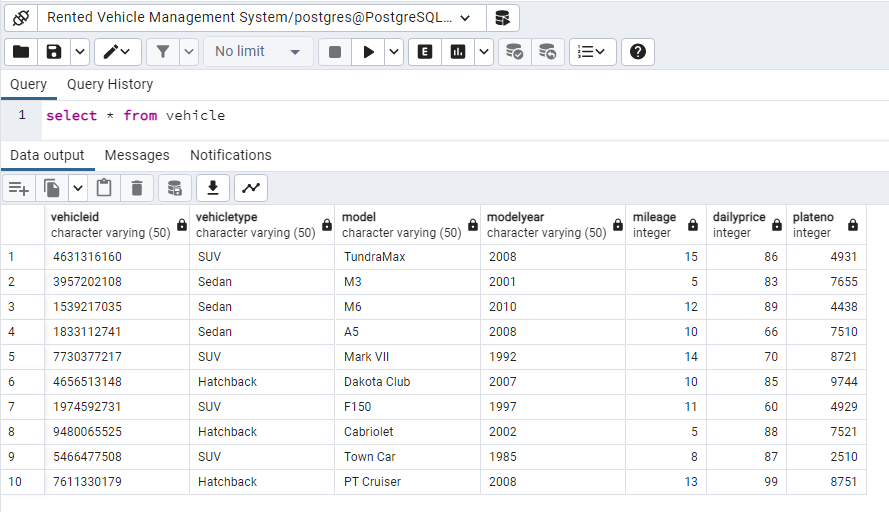 Rented Vehicle Management System/postgres@PostgreSQL...
No limit
Query Query History
1 select * from vehicle
Data output Messages Notifications
vehicleid vehicletype model modelyear mileage dailyprice plateno
character varying (50) character varying (50) character varying (50) character varying (50) integer integer integer
1 4631316160 SUV TundraMax 2008 15 86 4931
2 3957202108 Sedan M3 2001 5 83 7655
3 1539217035 Sedan M6 2010 12 89 4438
4 1833112741 Sedan A5 2008 10 66 7510
5 7730377217 SUV Mark VII 1992 14 70 8721
6 4656513148 Hatchback Dakota Club 2007 10 85 9744
7 1974592731 SUV F150 1997 11 60 4929
8 9480065525 Hatchback Cabriolet 2002 5 88 7521
9 5466477508 SUV Town Car 1985 8 87 2510
10 7611330179 Hatchback PT Cruiser 2008 13 99 8751